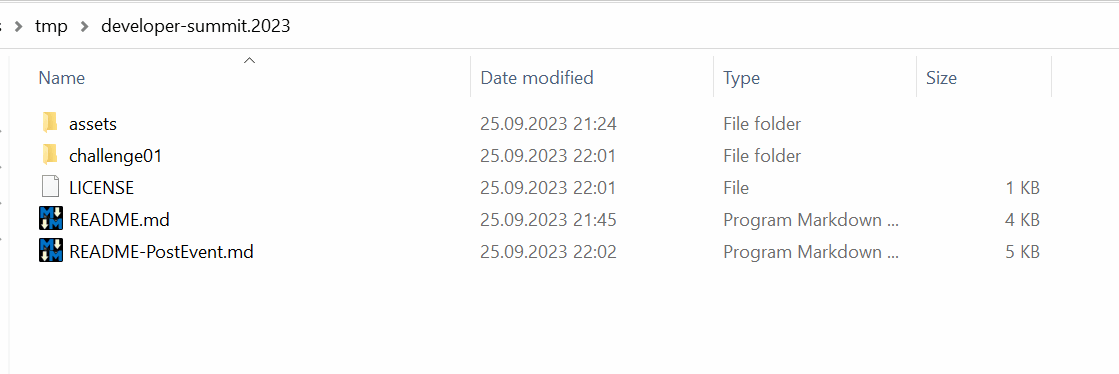 s > tmp > developer-summit.2023
Name Date modified Type Size
assets 25.09.2023 21:24 File folder
challenge01 25.09.2023 22:01 File folder
LICENSE 25.09.2023 22:01 File 1 KB
README.md 25.09.2023 21:45 Program Markdown ... 4 KB
README-PostEvent.md 25.09.2023 22:02 Program Markdown ... 5 KB